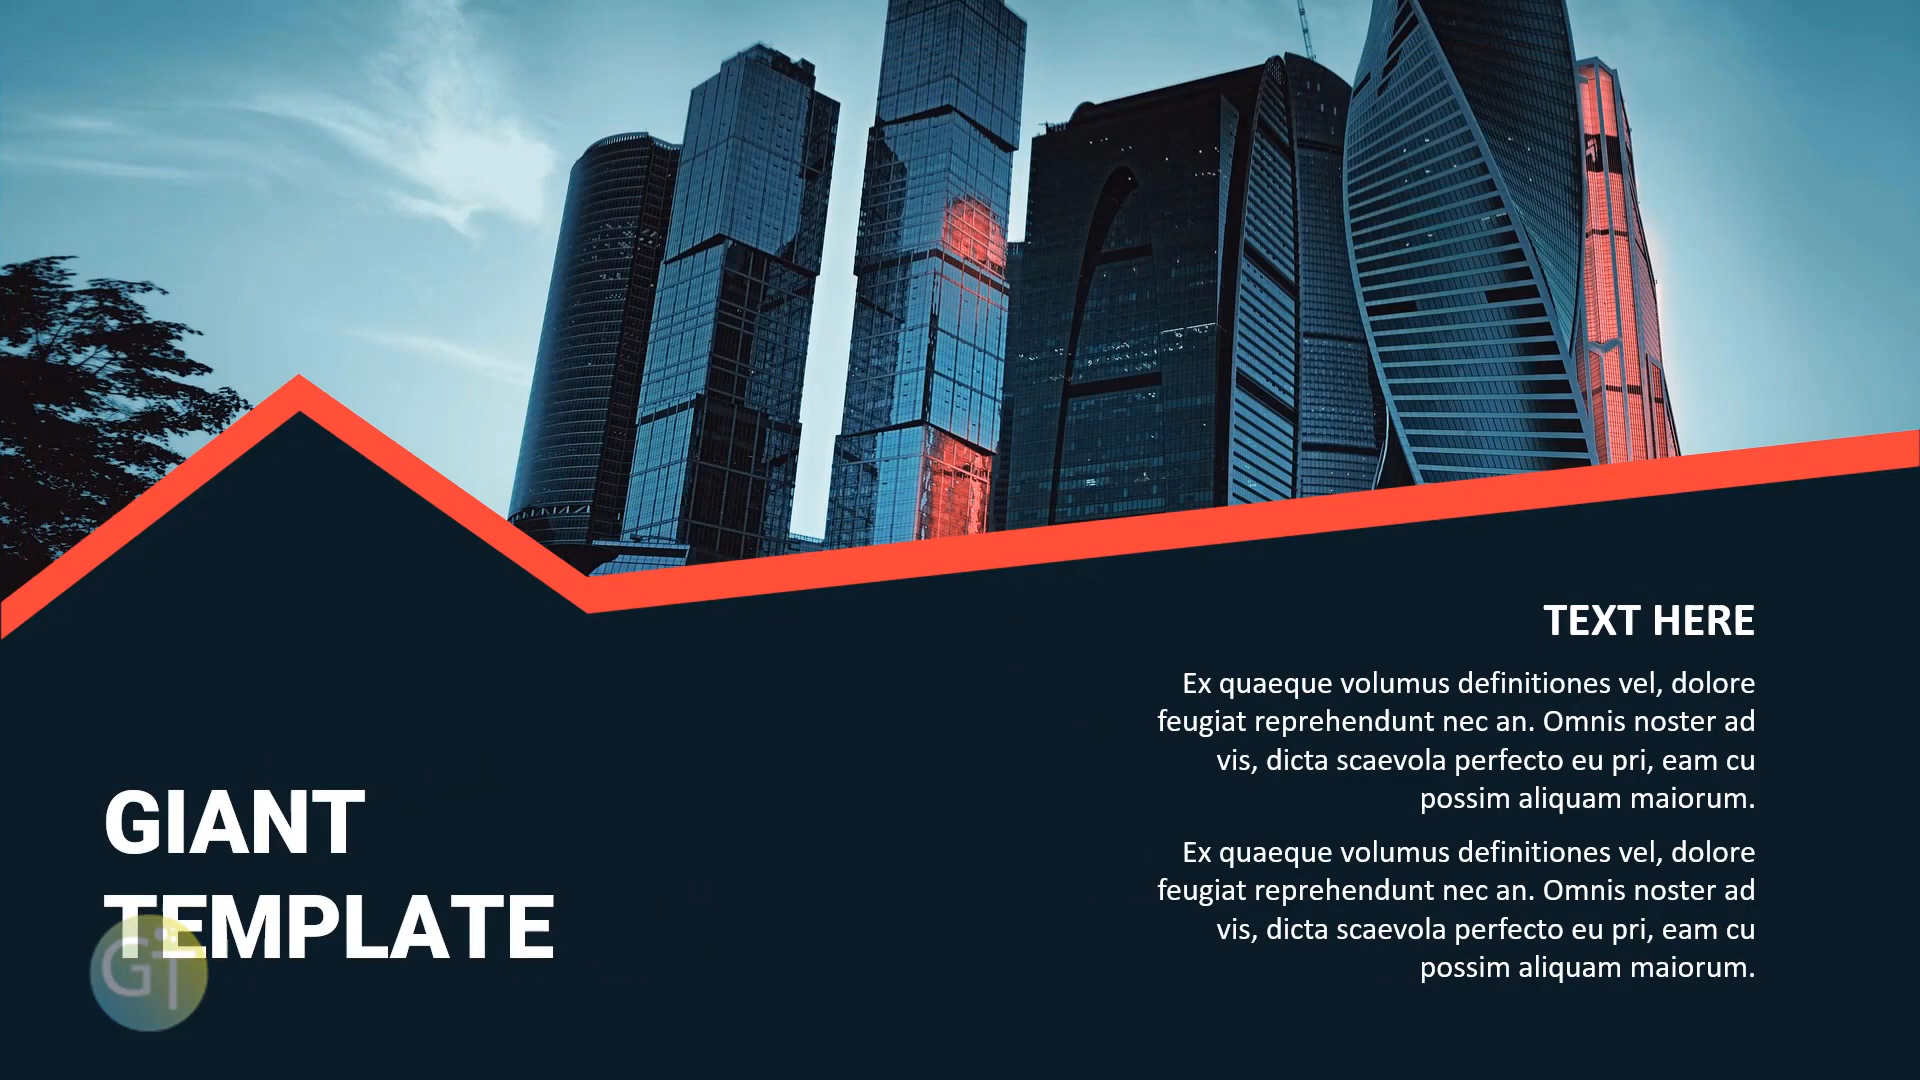 GIANT
TEMPLATE
GT
TEXT HERE
Ex quaeque volumus definitiones vel, dolore
feugiat reprehendunt nec an. Omnis noster ad
vis, dicta scaevola perfecto eu pri, eam cu
possim aliquam maiorum.
Ex quaeque volumus definitiones vel, dolore
feugiat reprehendunt nec an. Omnis noster ad
vis, dicta scaevola perfecto eu pri, eam cu
possim aliquam maiorum.